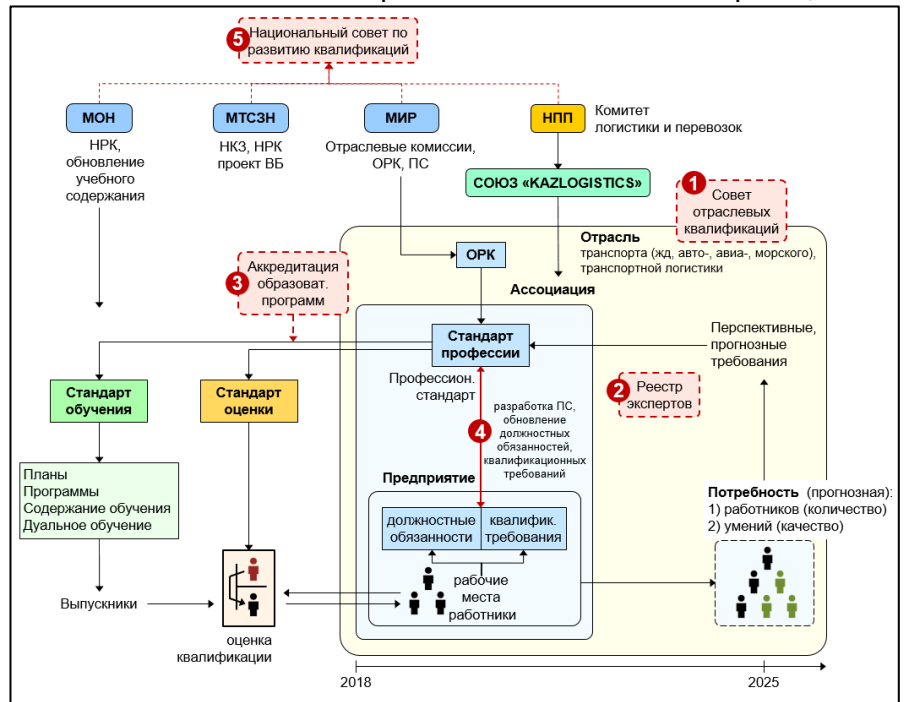 5
Национальный совет по
развитию квалификаций
МОН
МТСЗН
МИР
НПП
Комитет
логистики и перевозок
НРК,
обновление
учебного
содержания
НКЗ, НРК
проект ВБ
Отраслевые комиссии,
ОРК, ПС
СОЮЗ «KAZLOGISTICS»
1
Совет
отраслевых
квалификаций
Отрасль
транспорта (жд, авто-, авиа-, морского),
транспортной логистики
ОРК
Ассоциация
3
Аккредитация
образоват.
программ
Стандарт
профессии
Перспективные,
прогнозные
требования
Профессион.
стандарт
2
Реестр
экспертов
Стандарт
обучения
Стандарт
оценки
4
разработка ПС,
обновление
должностных
обязанностей,
квалификационных
требований
Планы
Программы
Содержание обучения
Дуальное обучение
Предприятие
должностные
обязанности
квалифик.
требования
Потребность (прогнозная):
1) работников (количество)
2) умений (качество)
рабочие
места
работники
Выпускники
оценка
квалификации
2018
2025